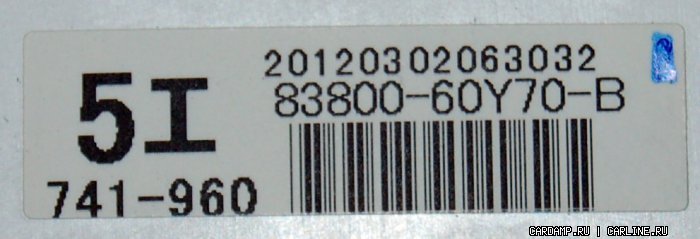 20120302063032
5I
83800-60Y70-B
741-960
CARDAMP.RU | CARLINE.RU